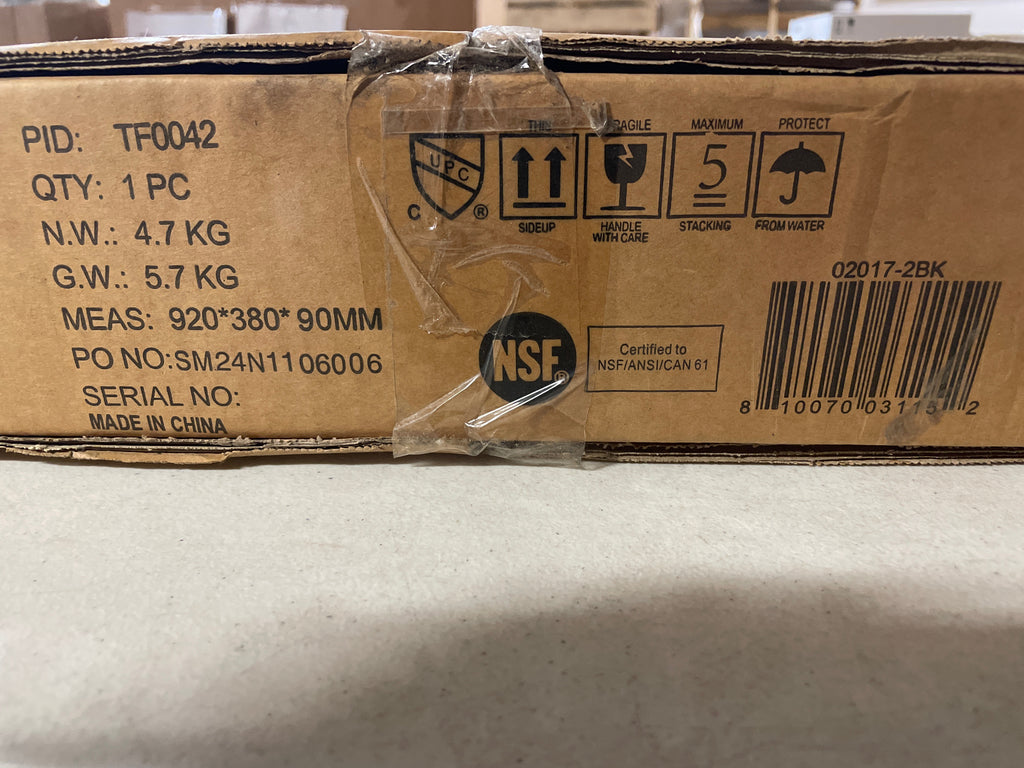 PID: TF0042
QTY: 1 PC
N.W.: 4.7 KG
G.W.: 5.7 KG
MEAS: 920*380* 90MM
PO NO:SM24N1106006
SERIAL NO:
MADE IN CHINA
UPC
C ®
THIS
SIDEUP
FRAGILE
HANDLE
WITH CARE
MAXIMUM
5
STACKING
PROTECT
FROM WATER
NSF®
Certified to
NSF/ANSI/CAN 61
02017-2BK
8 10070 03115 2